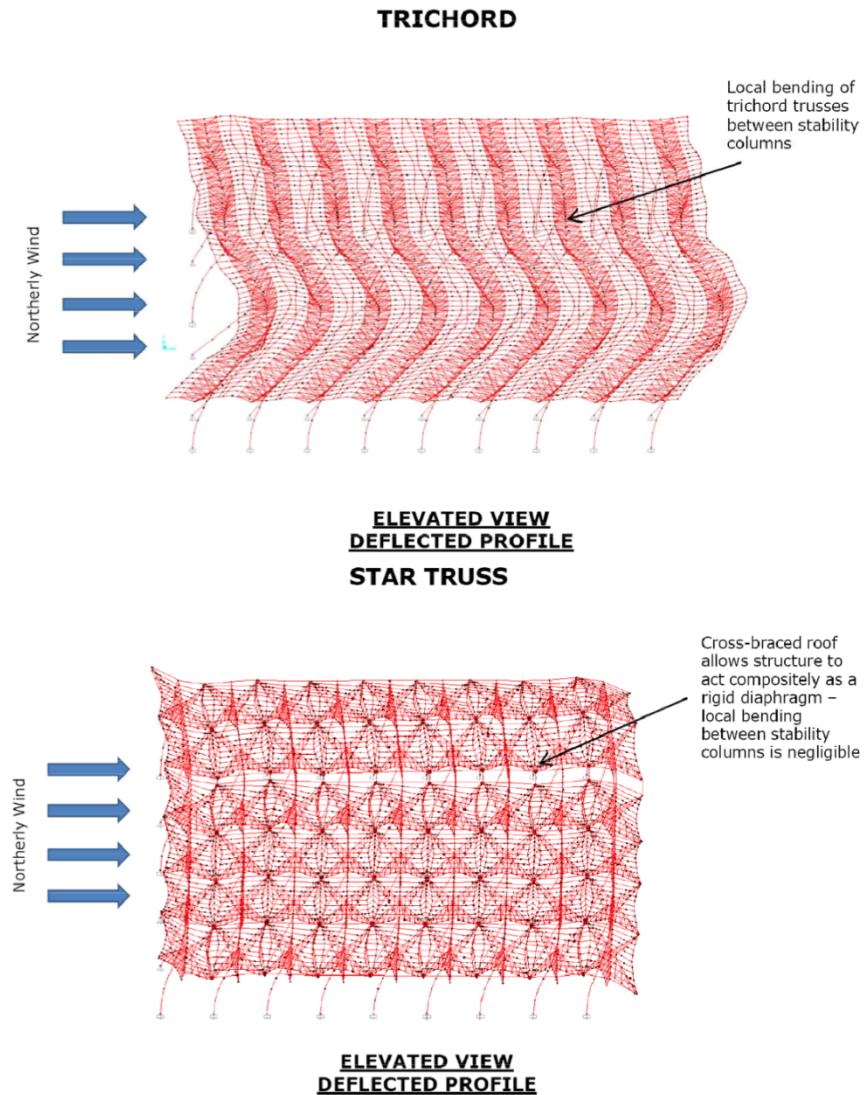 TRICHORD
Local bending of
trichord trusses
between stability
columns
Northerly Wind
ELEVATED VIEW
DEFLECTED PROFILE
STAR TRUSS
Cross-braced roof
allows structure to
act compositely as a
rigid diaphragm –
local bending
between stability
columns is negligible
Northerly Wind
ELEVATED VIEW
DEFLECTED PROFILE